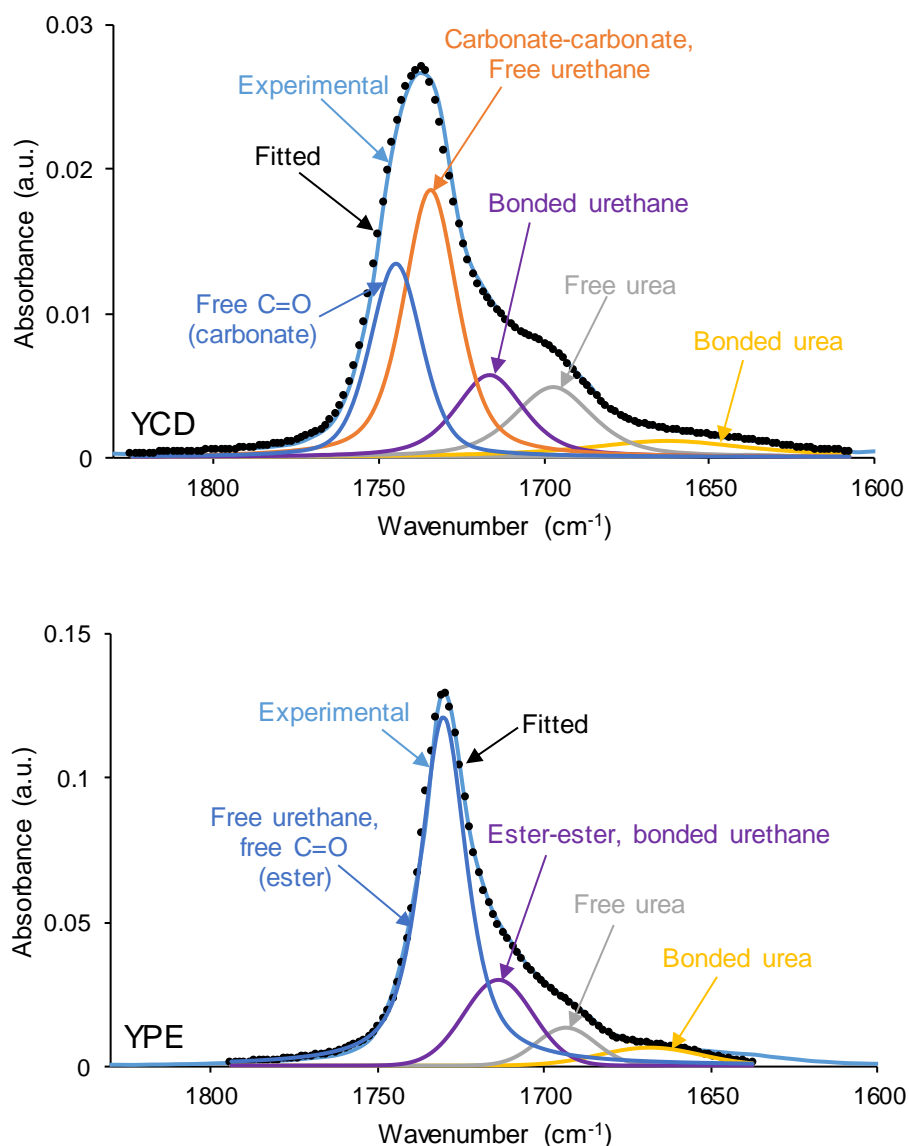 0.03
Carbonate-carbonate,
Free urethane
Experimental
0.02
Fitted
Bonded urethane
Absorbance (a.u.)
Free C=O
(carbonate)
Free urea
0.01
Bonded urea
YCD
0
1800
1750
1700
1650
1600
Wavenumber (cm-1)
0.15
Experimental
Fitted
0.1
Absorbance (a.u.)
Free urethane,
free C=O
(ester)
Ester-ester, bonded urethane
Free urea
0.05
Bonded urea
YPE
0
1800
1750
1700
1650
1600
Wavenumber (cm-1)